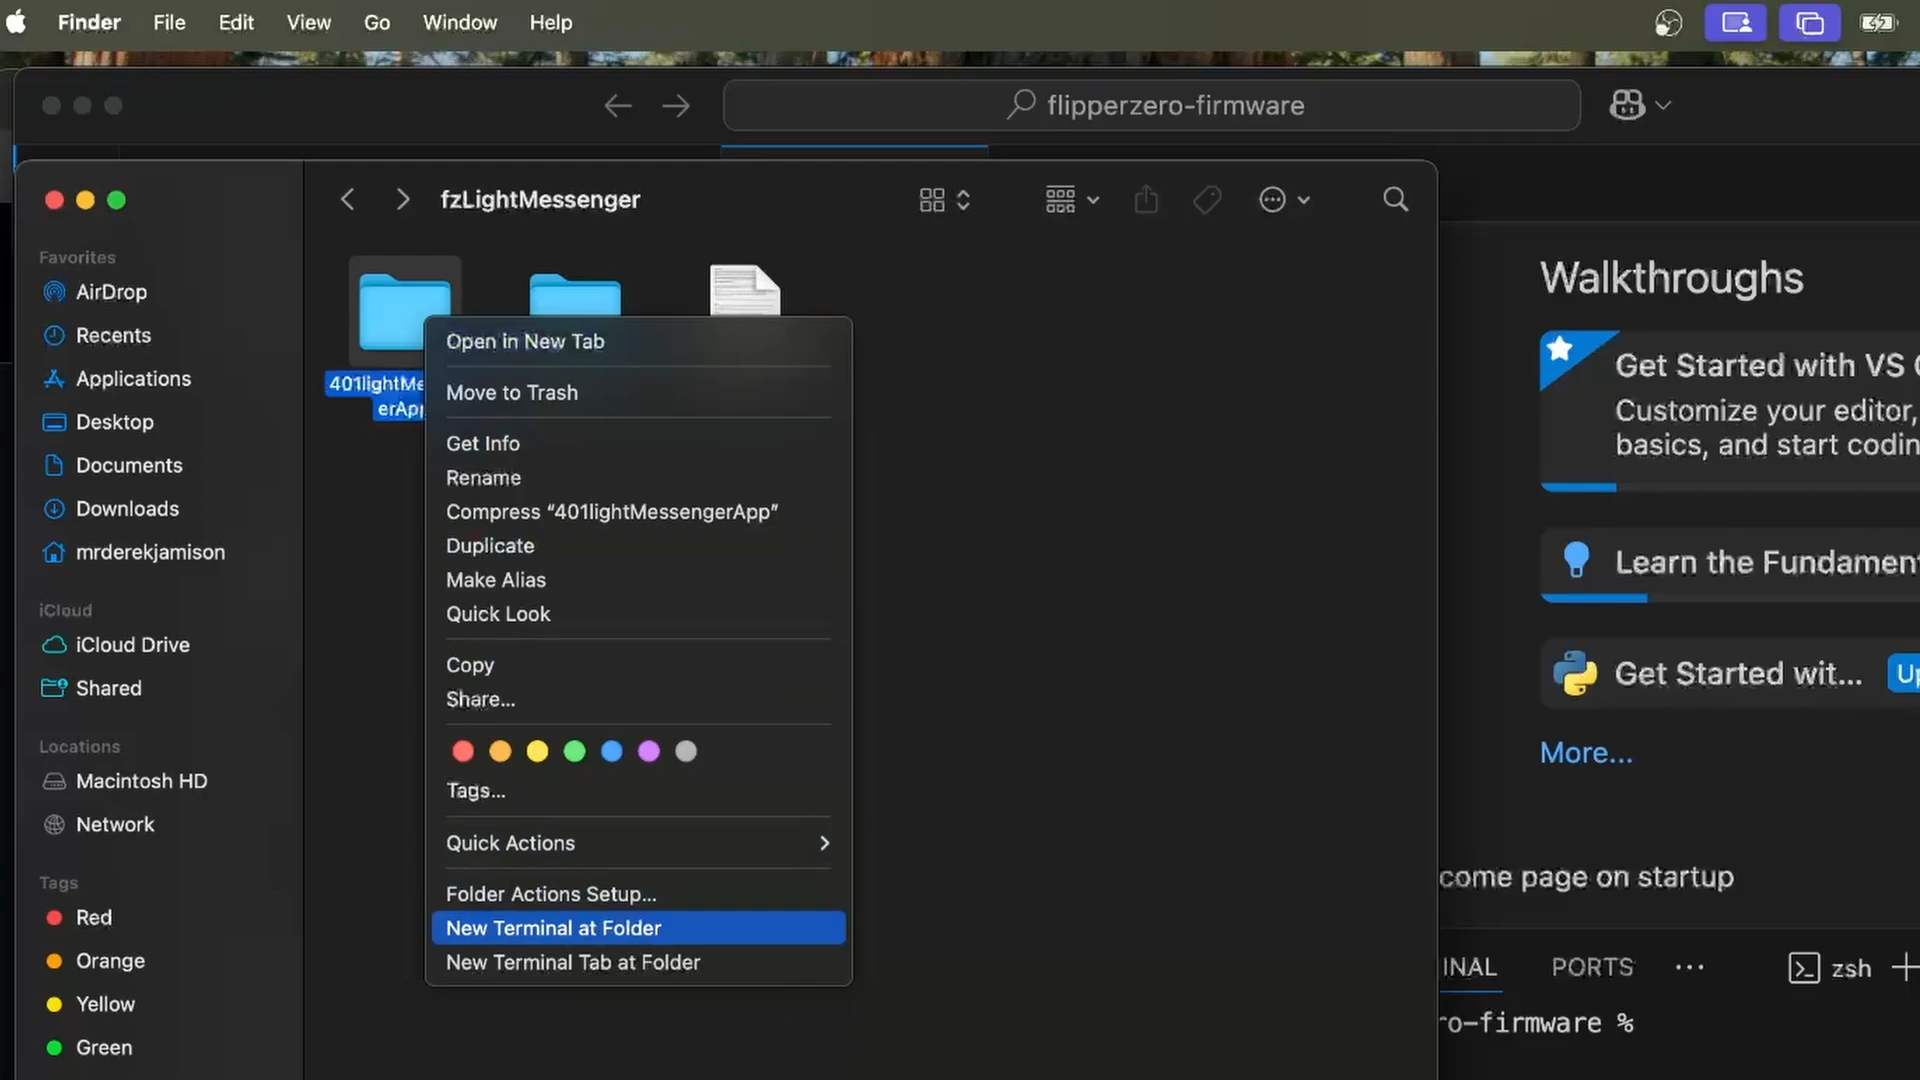 Finder File Edit View Go Window Help
flipperzero-firmware
fzLightMessenger
Favorites
AirDrop
Recents
Applications
Desktop
Documents
Downloads
mrderekjamison
iCloud
iCloud Drive
Shared
Locations
Macintosh HD
Network
Tags
Red
Orange
Yellow
Green
401lightMe
erApp
Open in New Tab
Move to Trash
Get Info
Rename
Compress “401lightMessengerApp”
Duplicate
Make Alias
Quick Look
Copy
Share...
Tags...
Quick Actions
Folder Actions Setup...
New Terminal at Folder
New Terminal Tab at Folder
Walkthroughs
Get Started with VS C
Customize your editor,
basics, and start codin
Learn the Fundamen
Get Started wit... Up
More...
come page on startup
INAL PORTS ... zsh
ro-firmware %